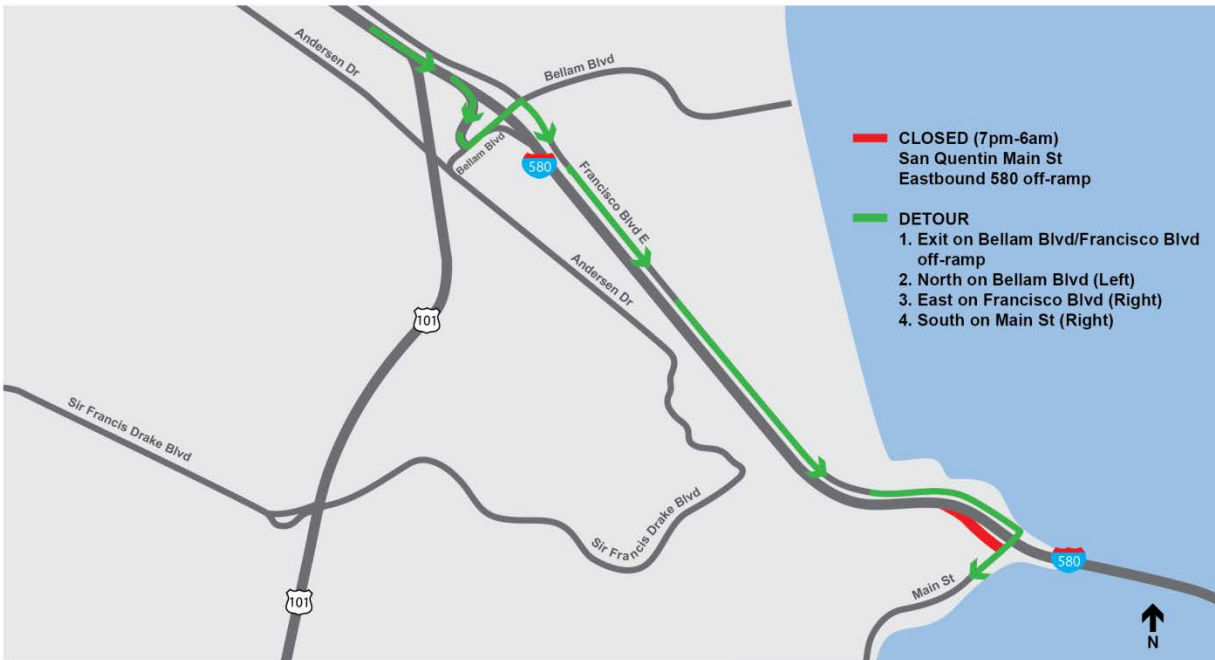 Andersen Dr
Bellam Blvd
Bellam Blvd
580
Francisco Blvd E
Andersen Dr
101
Sir Francis Drake Blvd
Sir Francis Drake Blvd
101
Main St
580
N
CLOSED (7pm-6am)
San Quentin Main St
Eastbound 580 off-ramp
DETOUR
1. Exit on Bellam Blvd/Francisco Blvd
off-ramp
2. North on Bellam Blvd (Left)
3. East on Francisco Blvd (Right)
4. South on Main St (Right)